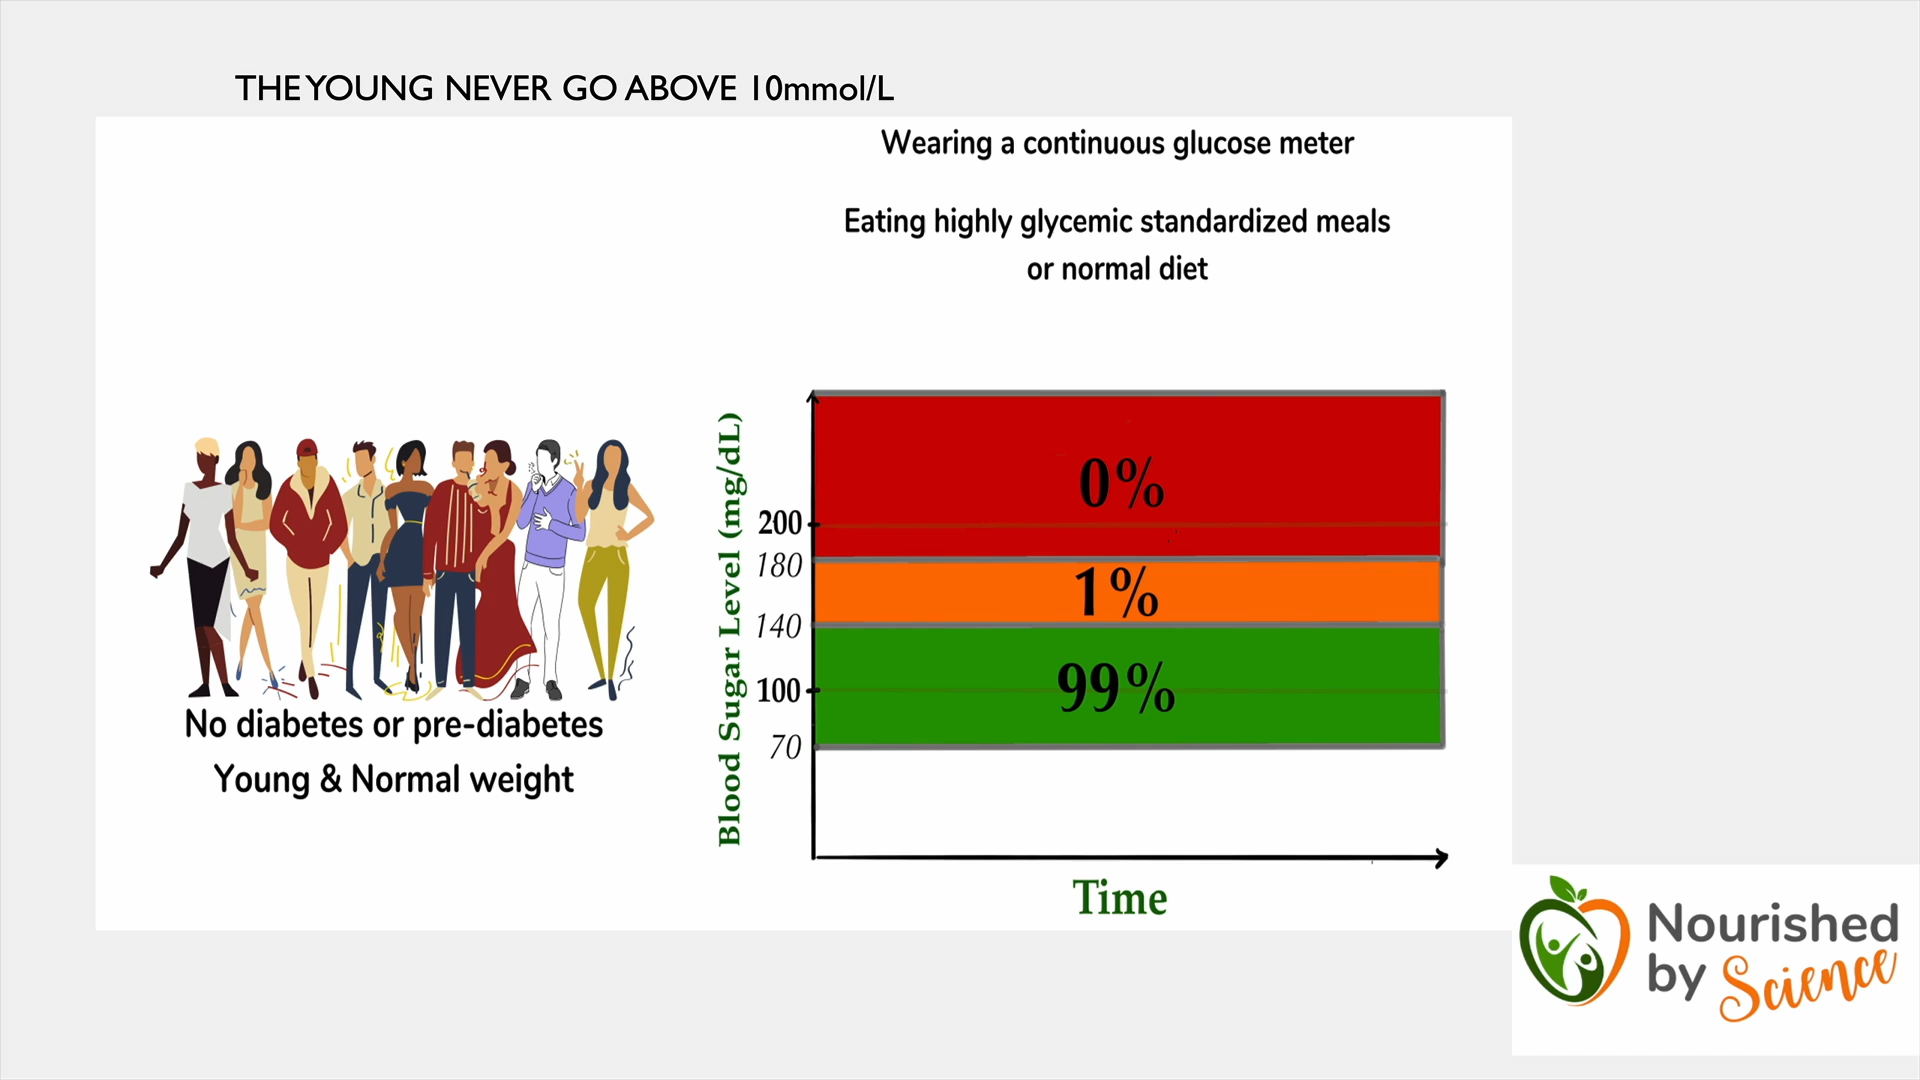 THE YOUNG NEVER GO ABOVE 10mmol/L
Wearing a continuous glucose meter
Eating highly glycemic standardized meals
or normal diet
No diabetes or pre-diabetes
Young & Normal weight
Blood Sugar Level (mg/dL)
200
180
140
100
70
0%
1%
99%
Time
Nourished
by Science